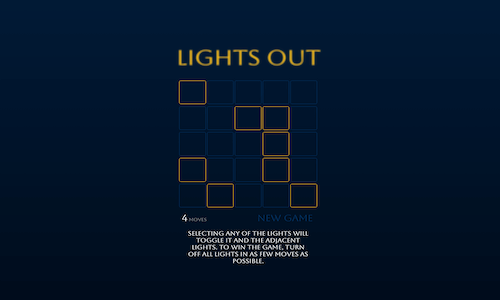 LIGHTS OUT
4 MOVES
NEW GAME
SELECTING ANY OF THE LIGHTS WILL
TOGGLE IT AND THE ADJACENT
LIGHTS. TO WIN THE GAME, TURN
OFF ALL LIGHTS IN AS FEW MOVES AS
POSSIBLE.